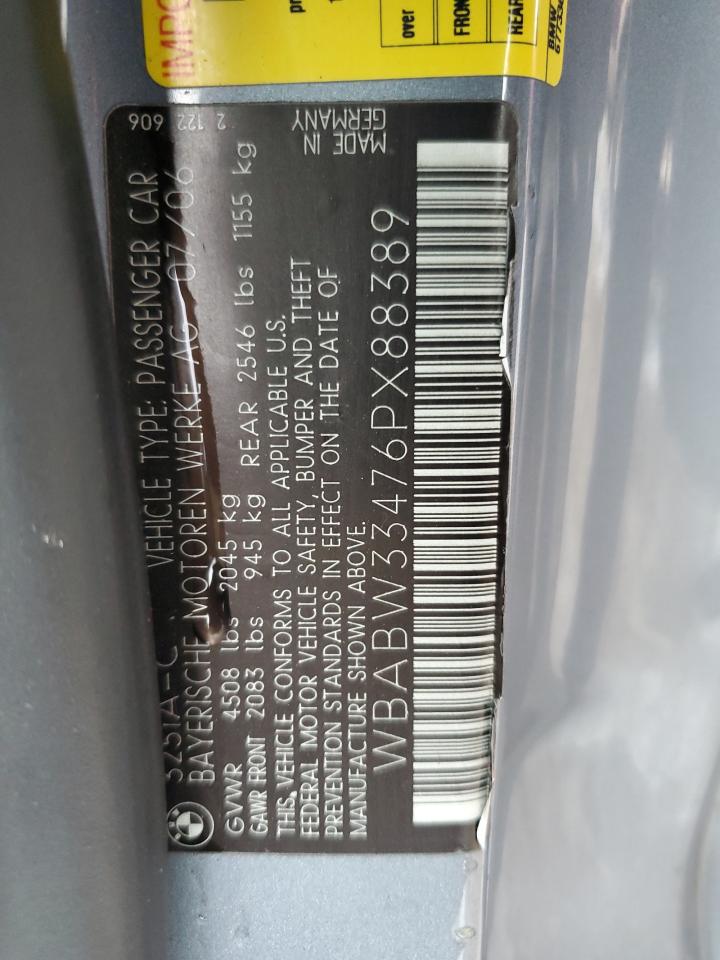 IMPO
over
FRON
REAR
BMW
325IA-C VEHICLE TYPE: PASSENGER CAR
BAYERISCHE MOTOREN WERKE AG 07/06
GVWR 4508 lbs 2045 kg
GAWR FRONT 2083 lbs 945 kg REAR 2546 lbs 1155 kg
THIS VEHICLE CONFORMS TO ALL APPLICABLE U.S.
FEDERAL MOTOR VEHICLE SAFETY, BUMPER AND THEFT
PREVENTION STANDARDS IN EFFECT ON THE DATE OF
MANUFACTURE SHOWN ABOVE.
WBABW33476PX88389
MADE IN
GERMANY
2 122 606